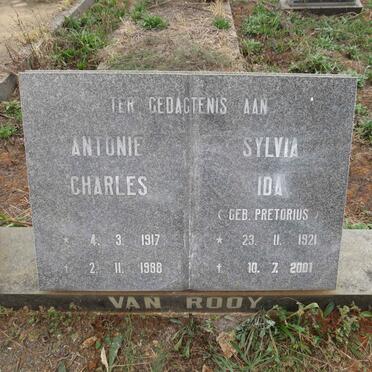 TER GEDAGTENIS AAN
ANTONIE
CHARLES
* 4. 3. 1917
† 2. 11. 1988
SYLVIA
IDA
(GEB. PRETORIUS)
* 23. 11. 1921
† 10. 7. 2001
VAN ROOY